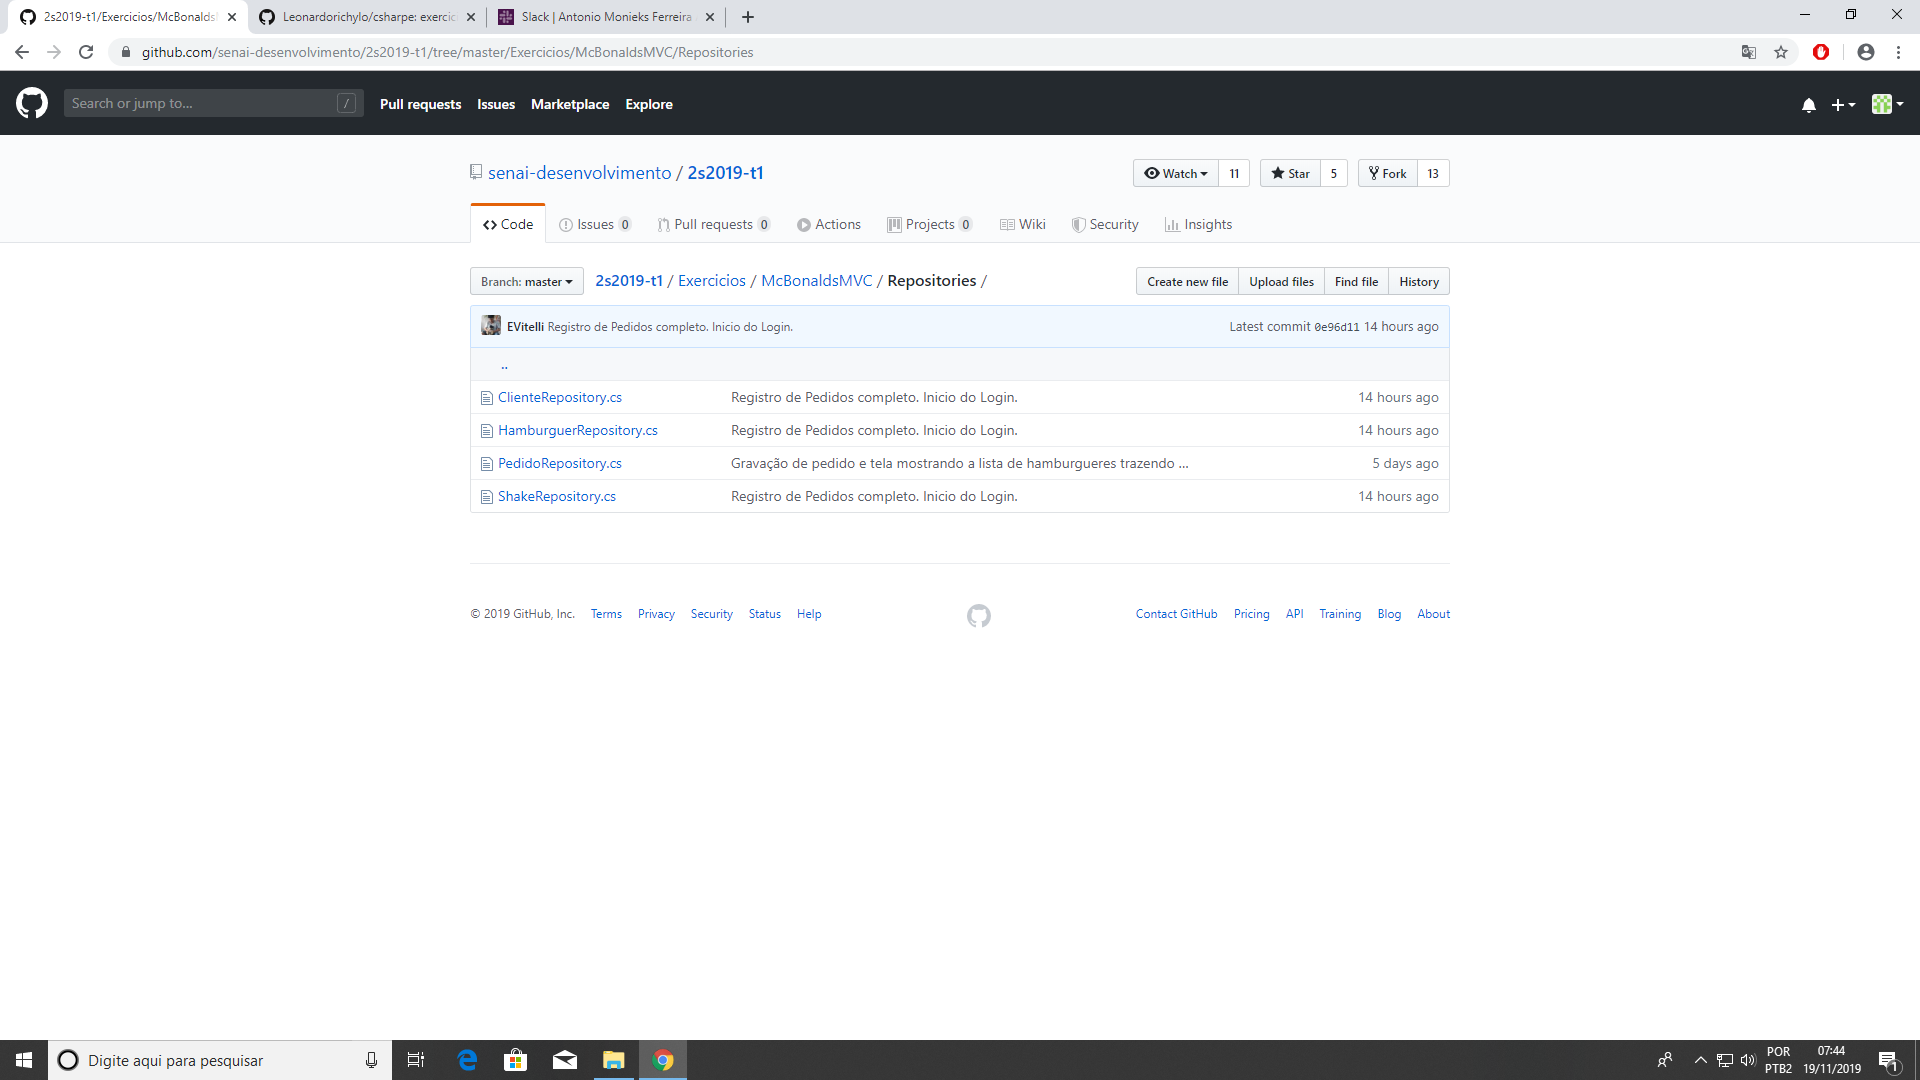 2s2019-t1/Exercicios/McBonalds
Leonardorichylo/csharpe: exercic
Slack | Antonio Monieks Ferreira
github.com/senai-desenvolvimento/2s2019-t1/tree/master/Exercicios/McBonaldsMVC/Repositories
Search or jump to... /
Pull requests Issues Marketplace Explore
senai-desenvolvimento / 2s2019-t1
Watch 11 Star 5 Fork 13
Code Issues 0 Pull requests 0 Actions Projects 0 Wiki Security Insights
Branch: master 2s2019-t1 / Exercicios / McBonaldsMVC / Repositories /
Create new file Upload files Find file History
EVitelli Registro de Pedidos completo. Inicio do Login. Latest commit 0e96d11 14 hours ago
..
ClienteRepository.cs Registro de Pedidos completo. Inicio do Login. 14 hours ago
HamburguerRepository.cs Registro de Pedidos completo. Inicio do Login. 14 hours ago
PedidoRepository.cs Gravação de pedido e tela mostrando a lista de hamburgueres trazendo ... 5 days ago
ShakeRepository.cs Registro de Pedidos completo. Inicio do Login. 14 hours ago
© 2019 GitHub, Inc. Terms Privacy Security Status Help
Contact GitHub Pricing API Training Blog About
Digite aqui para pesquisar
POR 07:44
PTB2 19/11/2019
1